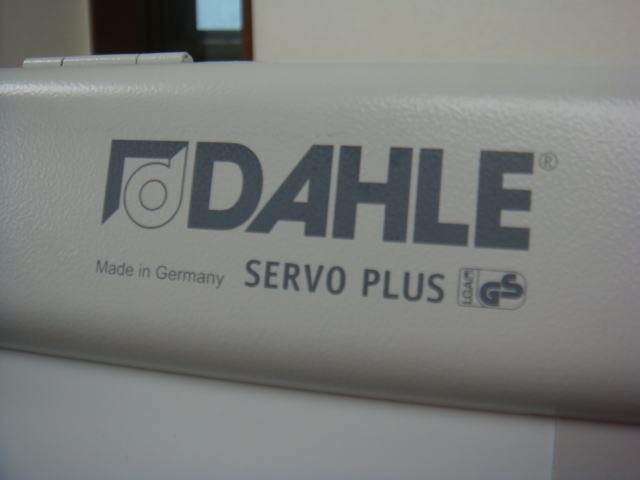 DAHLE®
Made in Germany SERVO PLUS LGA GS